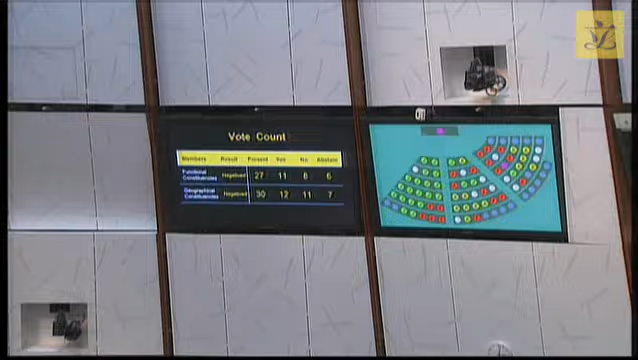 Vote Count
Members Result Present Yes No Abstain
Functional Constituencies Negatived 27 11 8 6
Geographical Constituencies Negatived 30 12 11 7